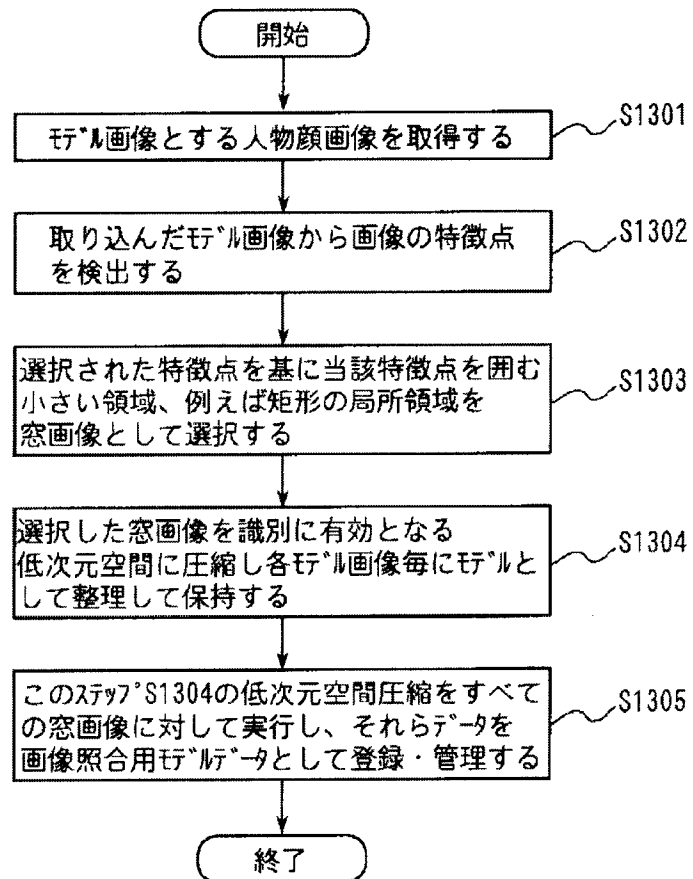 開始
ﾓﾃﾞﾙ画像とする人物顔画像を取得する
S1301
取り込んだﾓﾃﾞﾙ画像から画像の特徴点
を検出する
S1302
選択された特徴点を基に当該特徴点を囲む
小さい領域、例えば矩形の局所領域を
窓画像として選択する
S1303
選択した窓画像を識別に有効となる
低次元空間に圧縮し各ﾓﾃﾞﾙ画像毎にﾓﾃﾞﾙと
して整理して保持する
S1304
このｽﾃｯﾌﾟS1304の低次元空間圧縮をすべて
の窓画像に対して実行し、それらﾃﾞｰﾀを
画像照合用ﾓﾃﾞﾙﾃﾞｰﾀとして登録・管理する
S1305
終了